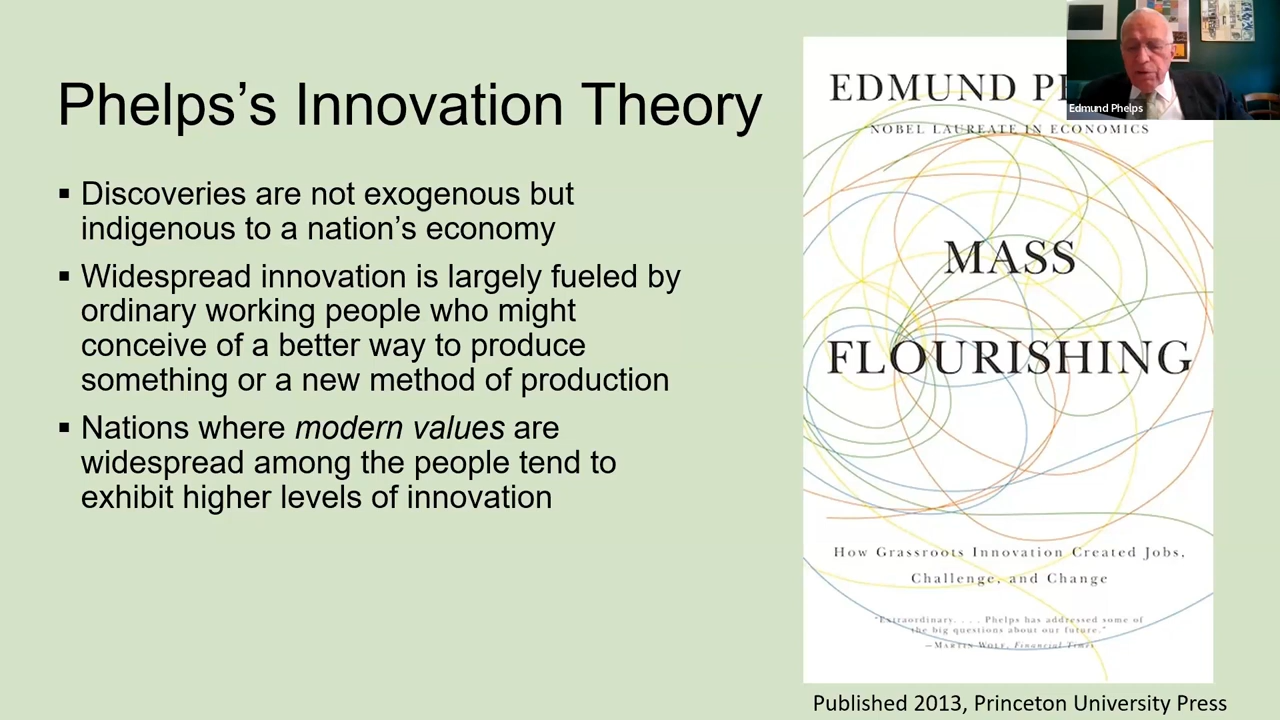 Phelps's Innovation Theory
▪ Discoveries are not exogenous but
indigenous to a nation's economy
▪ Widespread innovation is largely fueled by
ordinary working people who might
conceive of a better way to produce
something or a new method of production
▪ Nations where modern values are
widespread among the people tend to
exhibit higher levels of innovation
EDMUND
NOBEL LAUREATE IN ECONOMICS
MASS
FLOURISHING
How Grassroots Innovation Created Jobs,
Challenge, and Change
"Extraordinary. . . . Phelps has addressed some of
the big questions about our future."
—Martin Wolf, Financial Times
Published 2013, Princeton University Press
Edmund Phelps